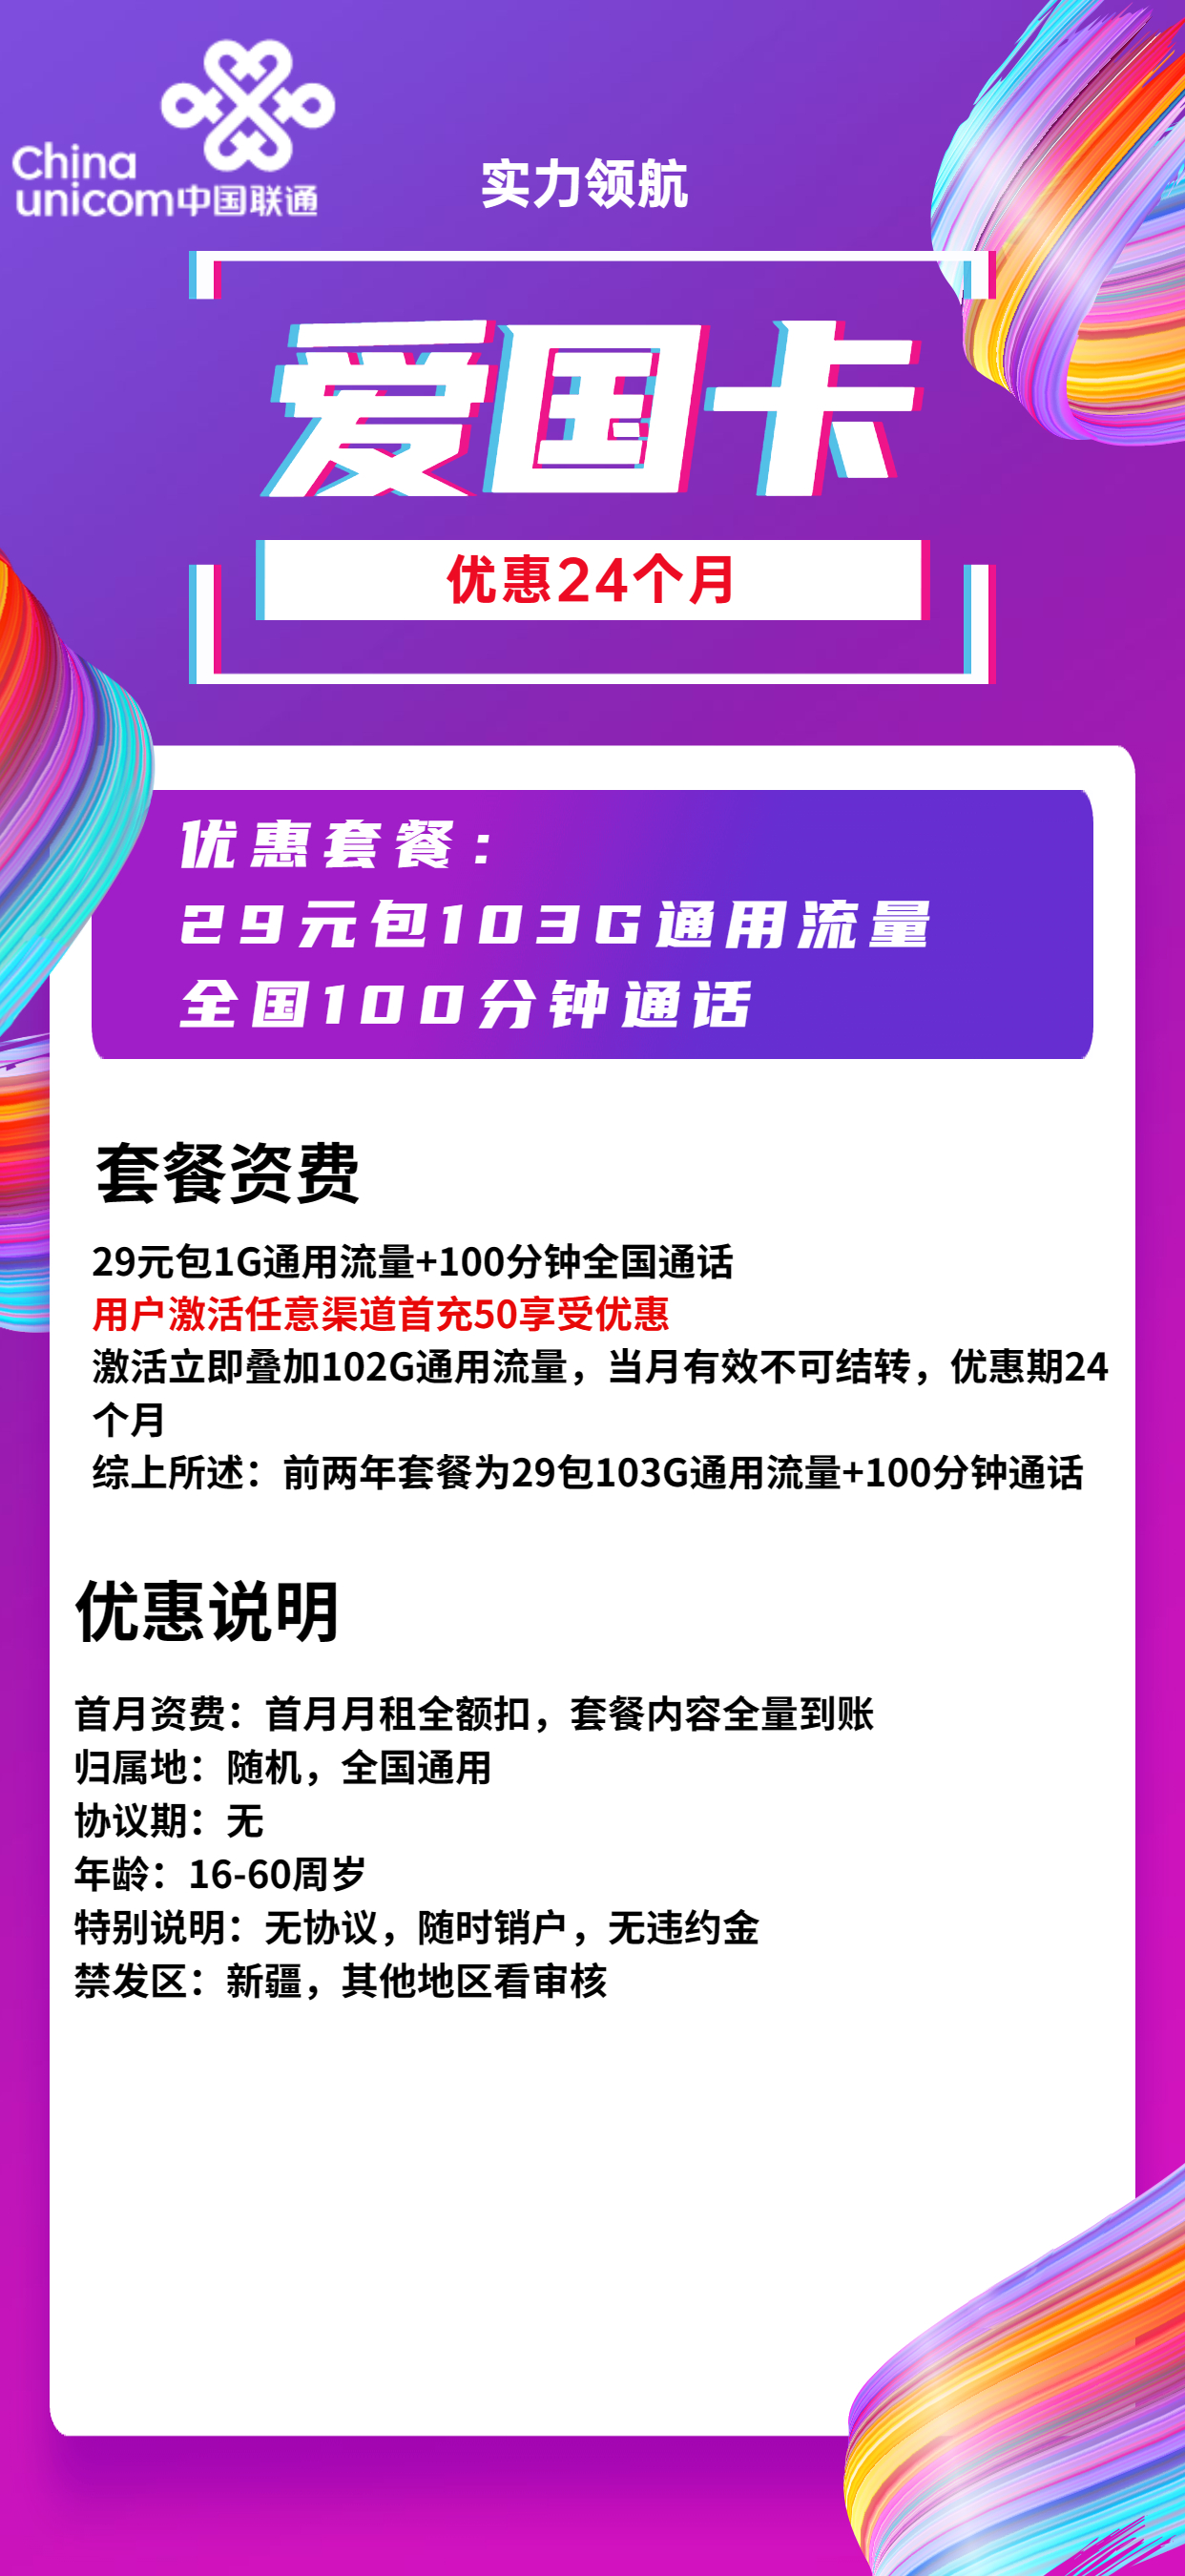 China
unicom中国联通
实力领航
爱国卡
优惠24个月
优惠套餐：
29元包103G通用流量
全国100分钟通话
套餐资费
29元包1G通用流量+100分钟全国通话
用户激活任意渠道首充50享受优惠
激活立即叠加102G通用流量，当月有效不可结转，优惠期24
个月
综上所述：前两年套餐为29包103G通用流量+100分钟通话
优惠说明
首月资费：首月月租全额扣，套餐内容全量到账
归属地：随机，全国通用
协议期：无
年龄：16-60周岁
特别说明：无协议，随时销户，无违约金
禁发区：新疆，其他地区看审核